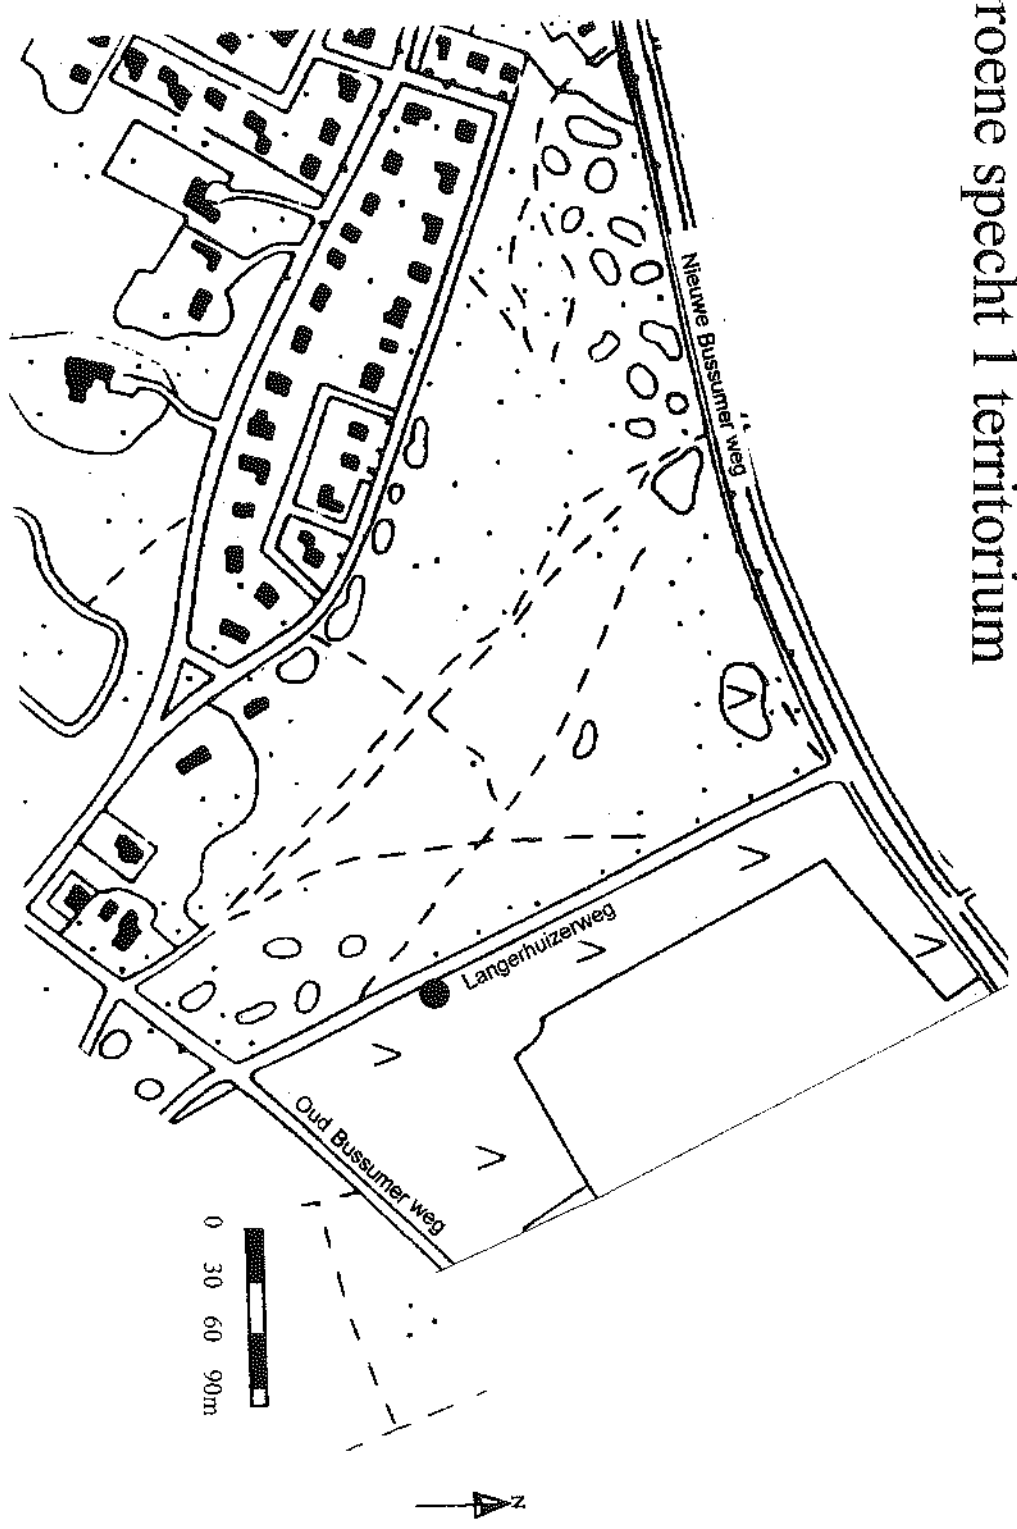 roene specht 1 territorium
Nieuwe Bussumer weg
Langerhuizerweg
Oud Bussumer weg
0 30 60 90m
N